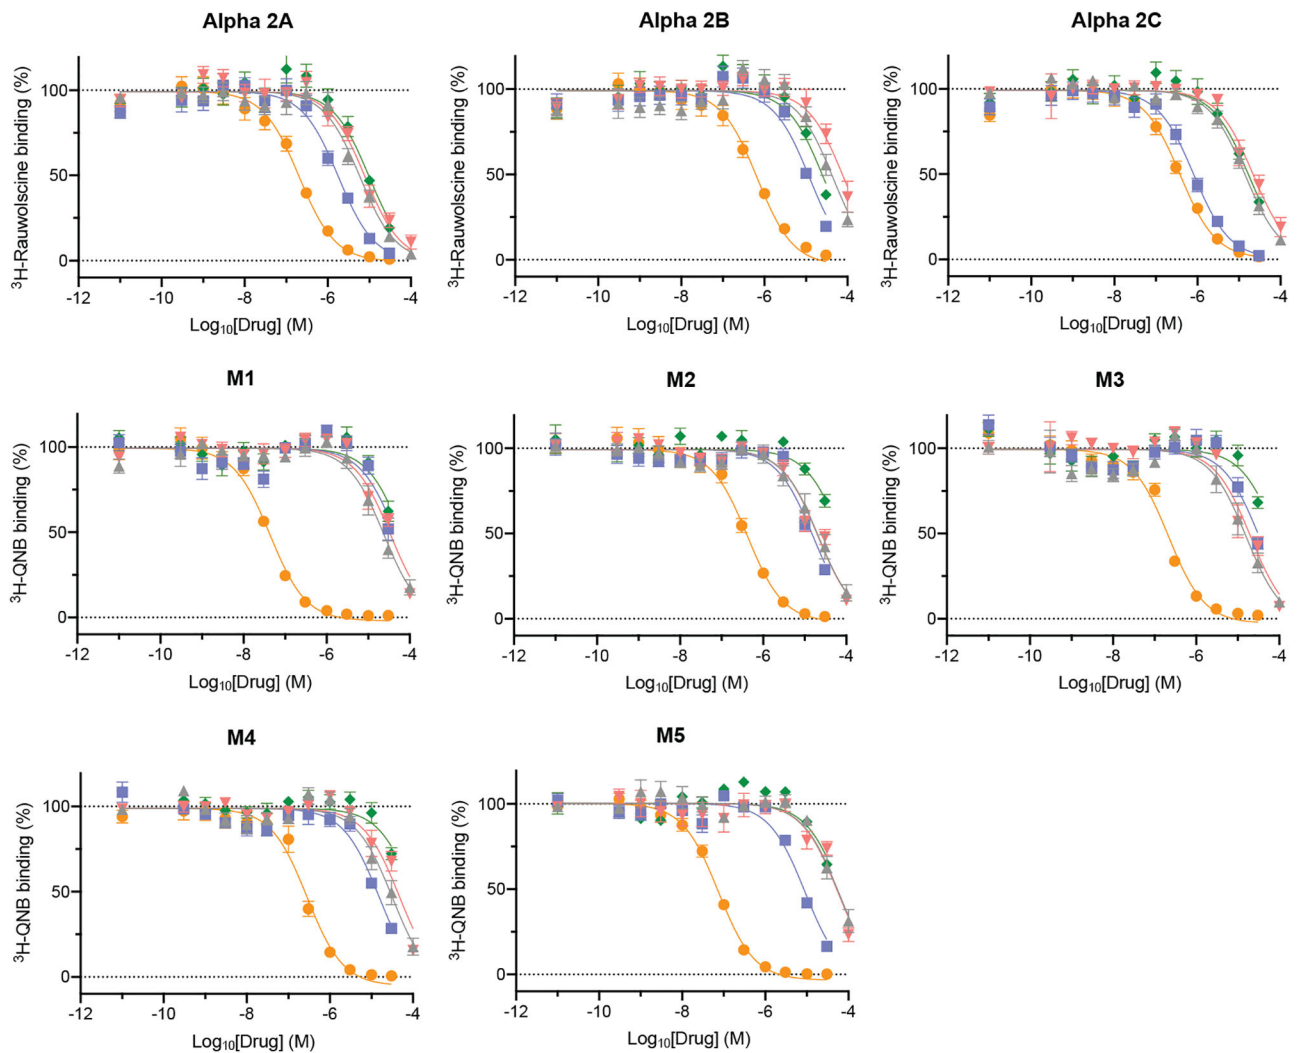 Alpha 2A
Alpha 2B
Alpha 2C
³H-Rauwolscine binding (%)
100
50
0
-12 -10 -8 -6 -4
Log₁₀[Drug] (M)
³H-Rauwolscine binding (%)
100
50
0
-12 -10 -8 -6 -4
Log₁₀[Drug] (M)
³H-Rauwolscine binding (%)
100
50
0
-12 -10 -8 -6 -4
Log₁₀[Drug] (M)
M1
M2
M3
³H-QNB binding (%)
100
50
0
-12 -10 -8 -6 -4
Log₁₀[Drug] (M)
³H-QNB binding (%)
100
50
0
-12 -10 -8 -6 -4
Log₁₀[Drug] (M)
³H-QNB binding (%)
100
50
0
-12 -10 -8 -6 -4
Log₁₀[Drug] (M)
M4
M5
³H-QNB binding (%)
100
50
0
-12 -10 -8 -6 -4
Log₁₀[Drug] (M)
³H-QNB binding (%)
100
50
0
-12 -10 -8 -6 -4
Log₁₀[Drug] (M)